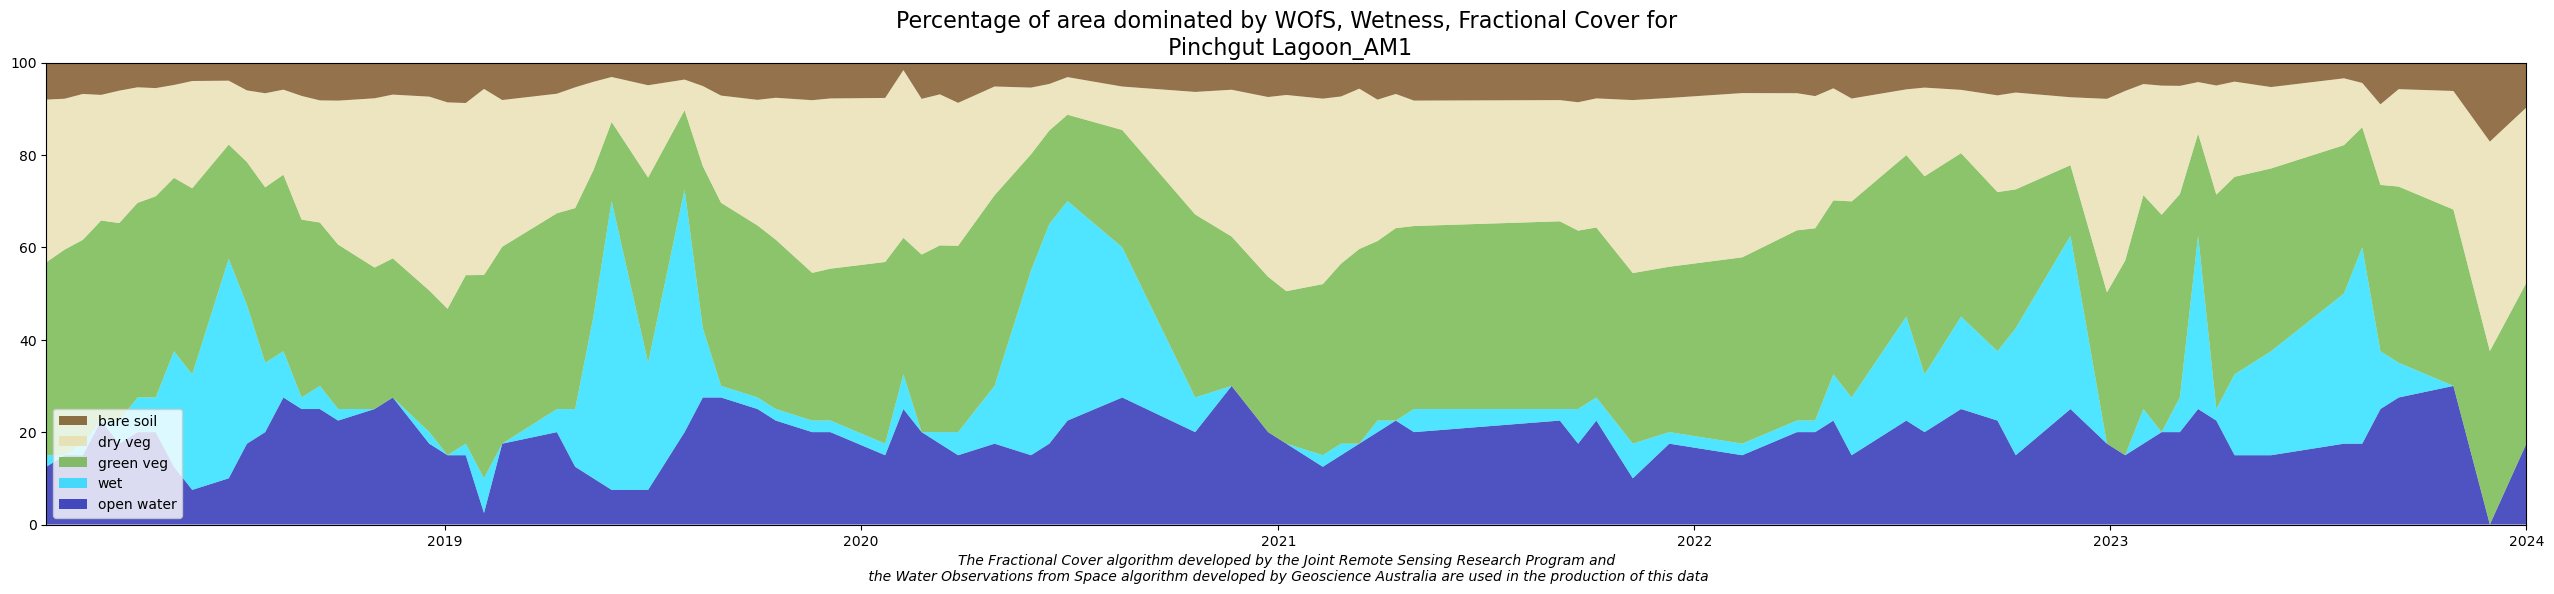 Percentage of area dominated by WOfS, Wetness, Fractional Cover for
Pinchgut Lagoon_AM1
100
80
60
40
20
0
bare soil
dry veg
green veg
wet
open water
2019
2020
2021
2022
2023
2024
The Fractional Cover algorithm developed by the Joint Remote Sensing Research Program and
the Water Observations from Space algorithm developed by Geoscience Australia are used in the production of this data